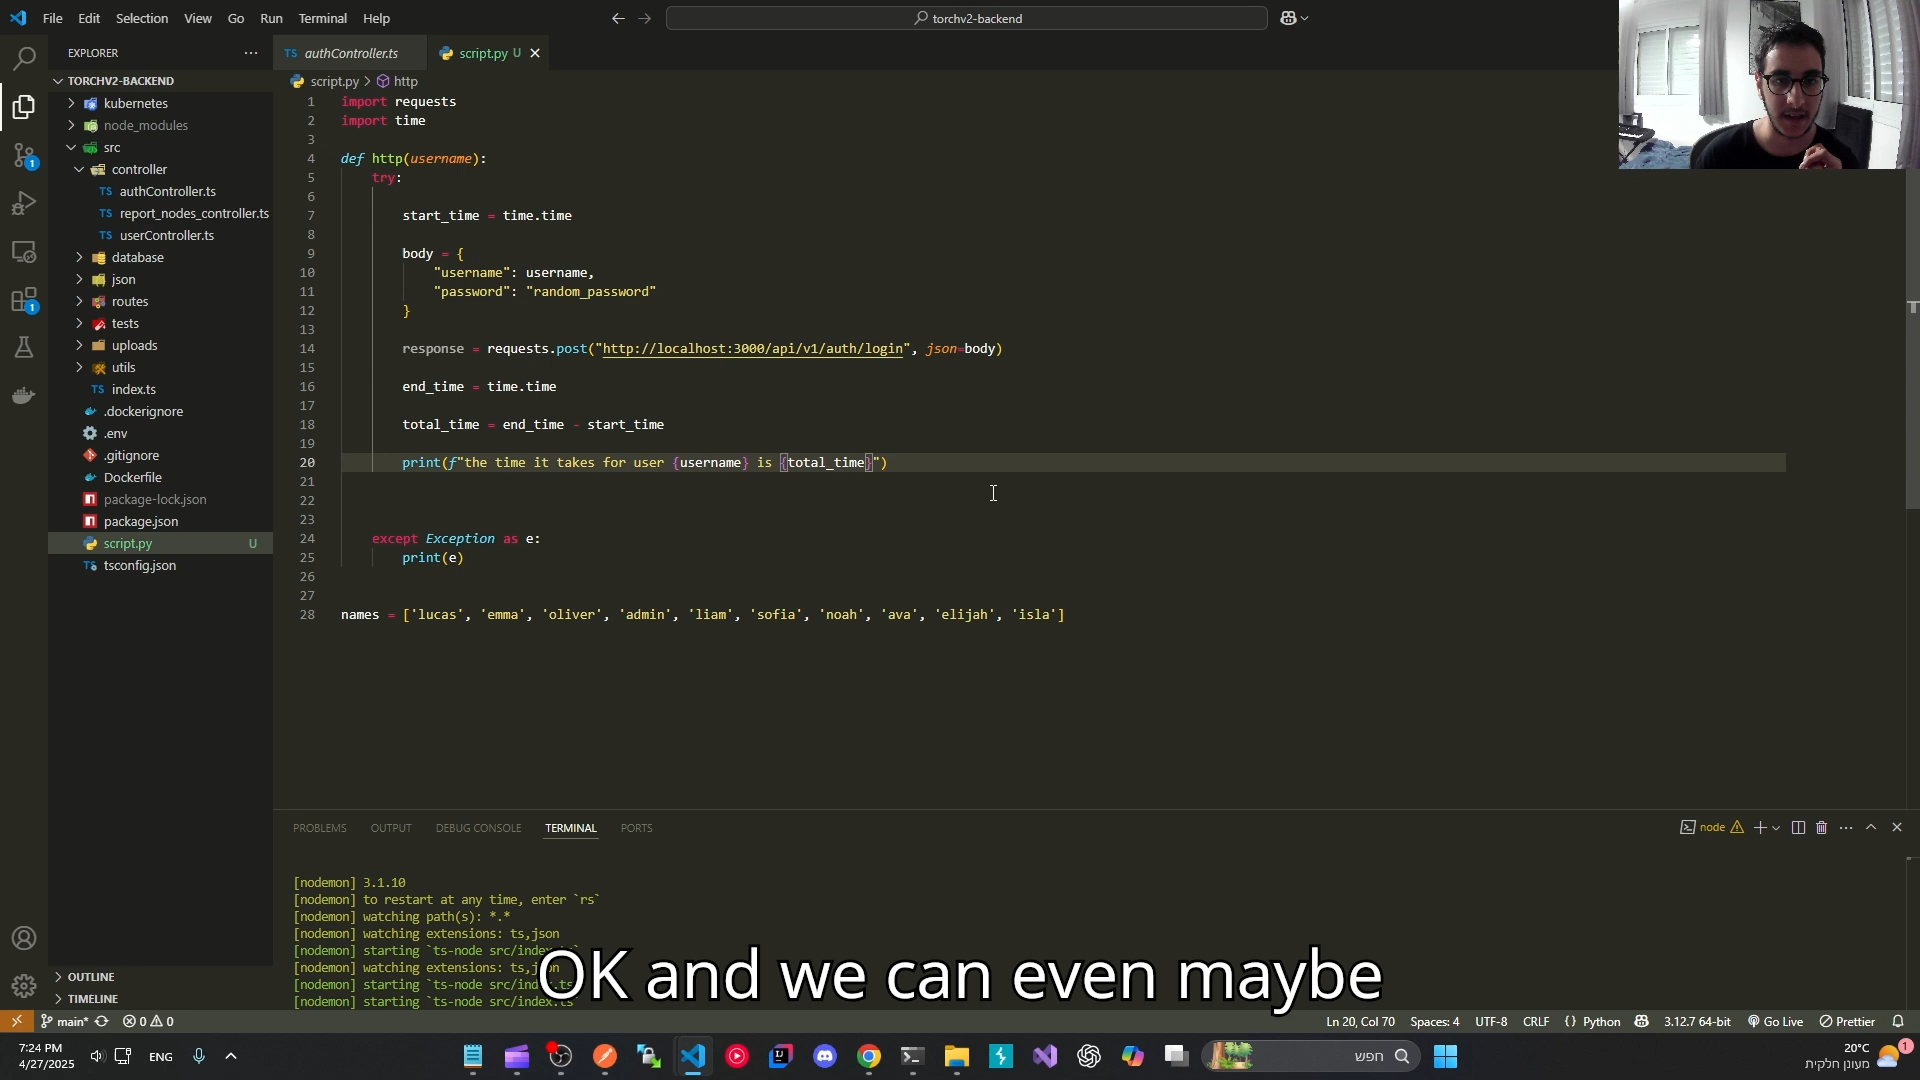 File Edit Selection View Go Run Terminal Help
torchv2-backend
EXPLORER
TS authController.ts
script.py U
TORCHV2-BACKEND
script.py > http
kubernetes
node_modules
src
controller
TS authController.ts
TS report_nodes_controller.ts
TS userController.ts
database
json
routes
tests
uploads
utils
TS index.ts
.dockerignore
.env
.gitignore
Dockerfile
package-lock.json
package.json
script.py U
tsconfig.json
OUTLINE
TIMELINE
1 import requests
2 import time
3
4 def http(username):
5 try:
6
7 start_time = time.time
8
9 body = {
10 "username": username,
11 "password": "random_password"
12 }
13
14 response = requests.post("http://localhost:3000/api/v1/auth/login", json=body)
15
16 end_time = time.time
17
18 total_time = end_time - start_time
19
20 print(f"the time it takes for user {username} is {total_time}")
21
22
23
24 except Exception as e:
25 print(e)
26
27
28 names = ['lucas', 'emma', 'oliver', 'admin', 'liam', 'sofia', 'noah', 'ava', 'elijah', 'isla']
PROBLEMS OUTPUT DEBUG CONSOLE TERMINAL PORTS
node
[nodemon] 3.1.10
[nodemon] to restart at any time, enter `rs`
[nodemon] watching path(s): *.*
[nodemon] watching extensions: ts,json
[nodemon] starting `ts-node src/index.ts`
[nodemon] watching extensions: ts,json
[nodemon] starting `ts-node src/index.ts`
[nodemon] starting `ts-node src/index.ts`
OK and we can even maybe
main* 0 0
Ln 20, Col 70 Spaces: 4 UTF-8 CRLF {} Python 3.12.7 64-bit Go Live Prettier
7:24 PM
4/27/2025
ENG
חפש
20°C
מעונן חלקית
1